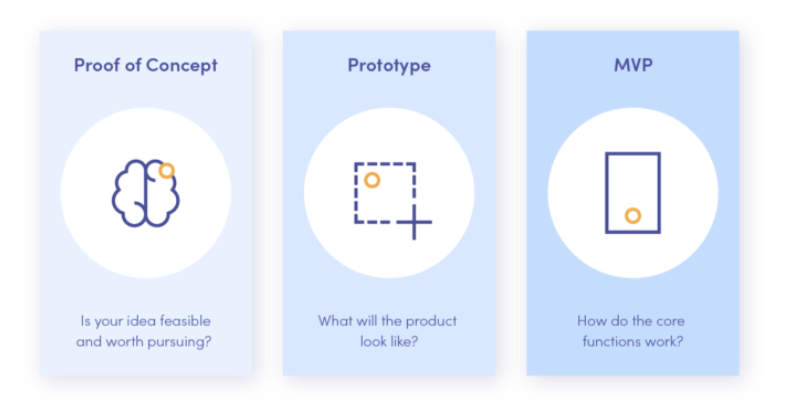 Proof of Concept
Is your idea feasible
and worth pursuing?
Prototype
What will the product
look like?
MVP
How do the core
functions work?